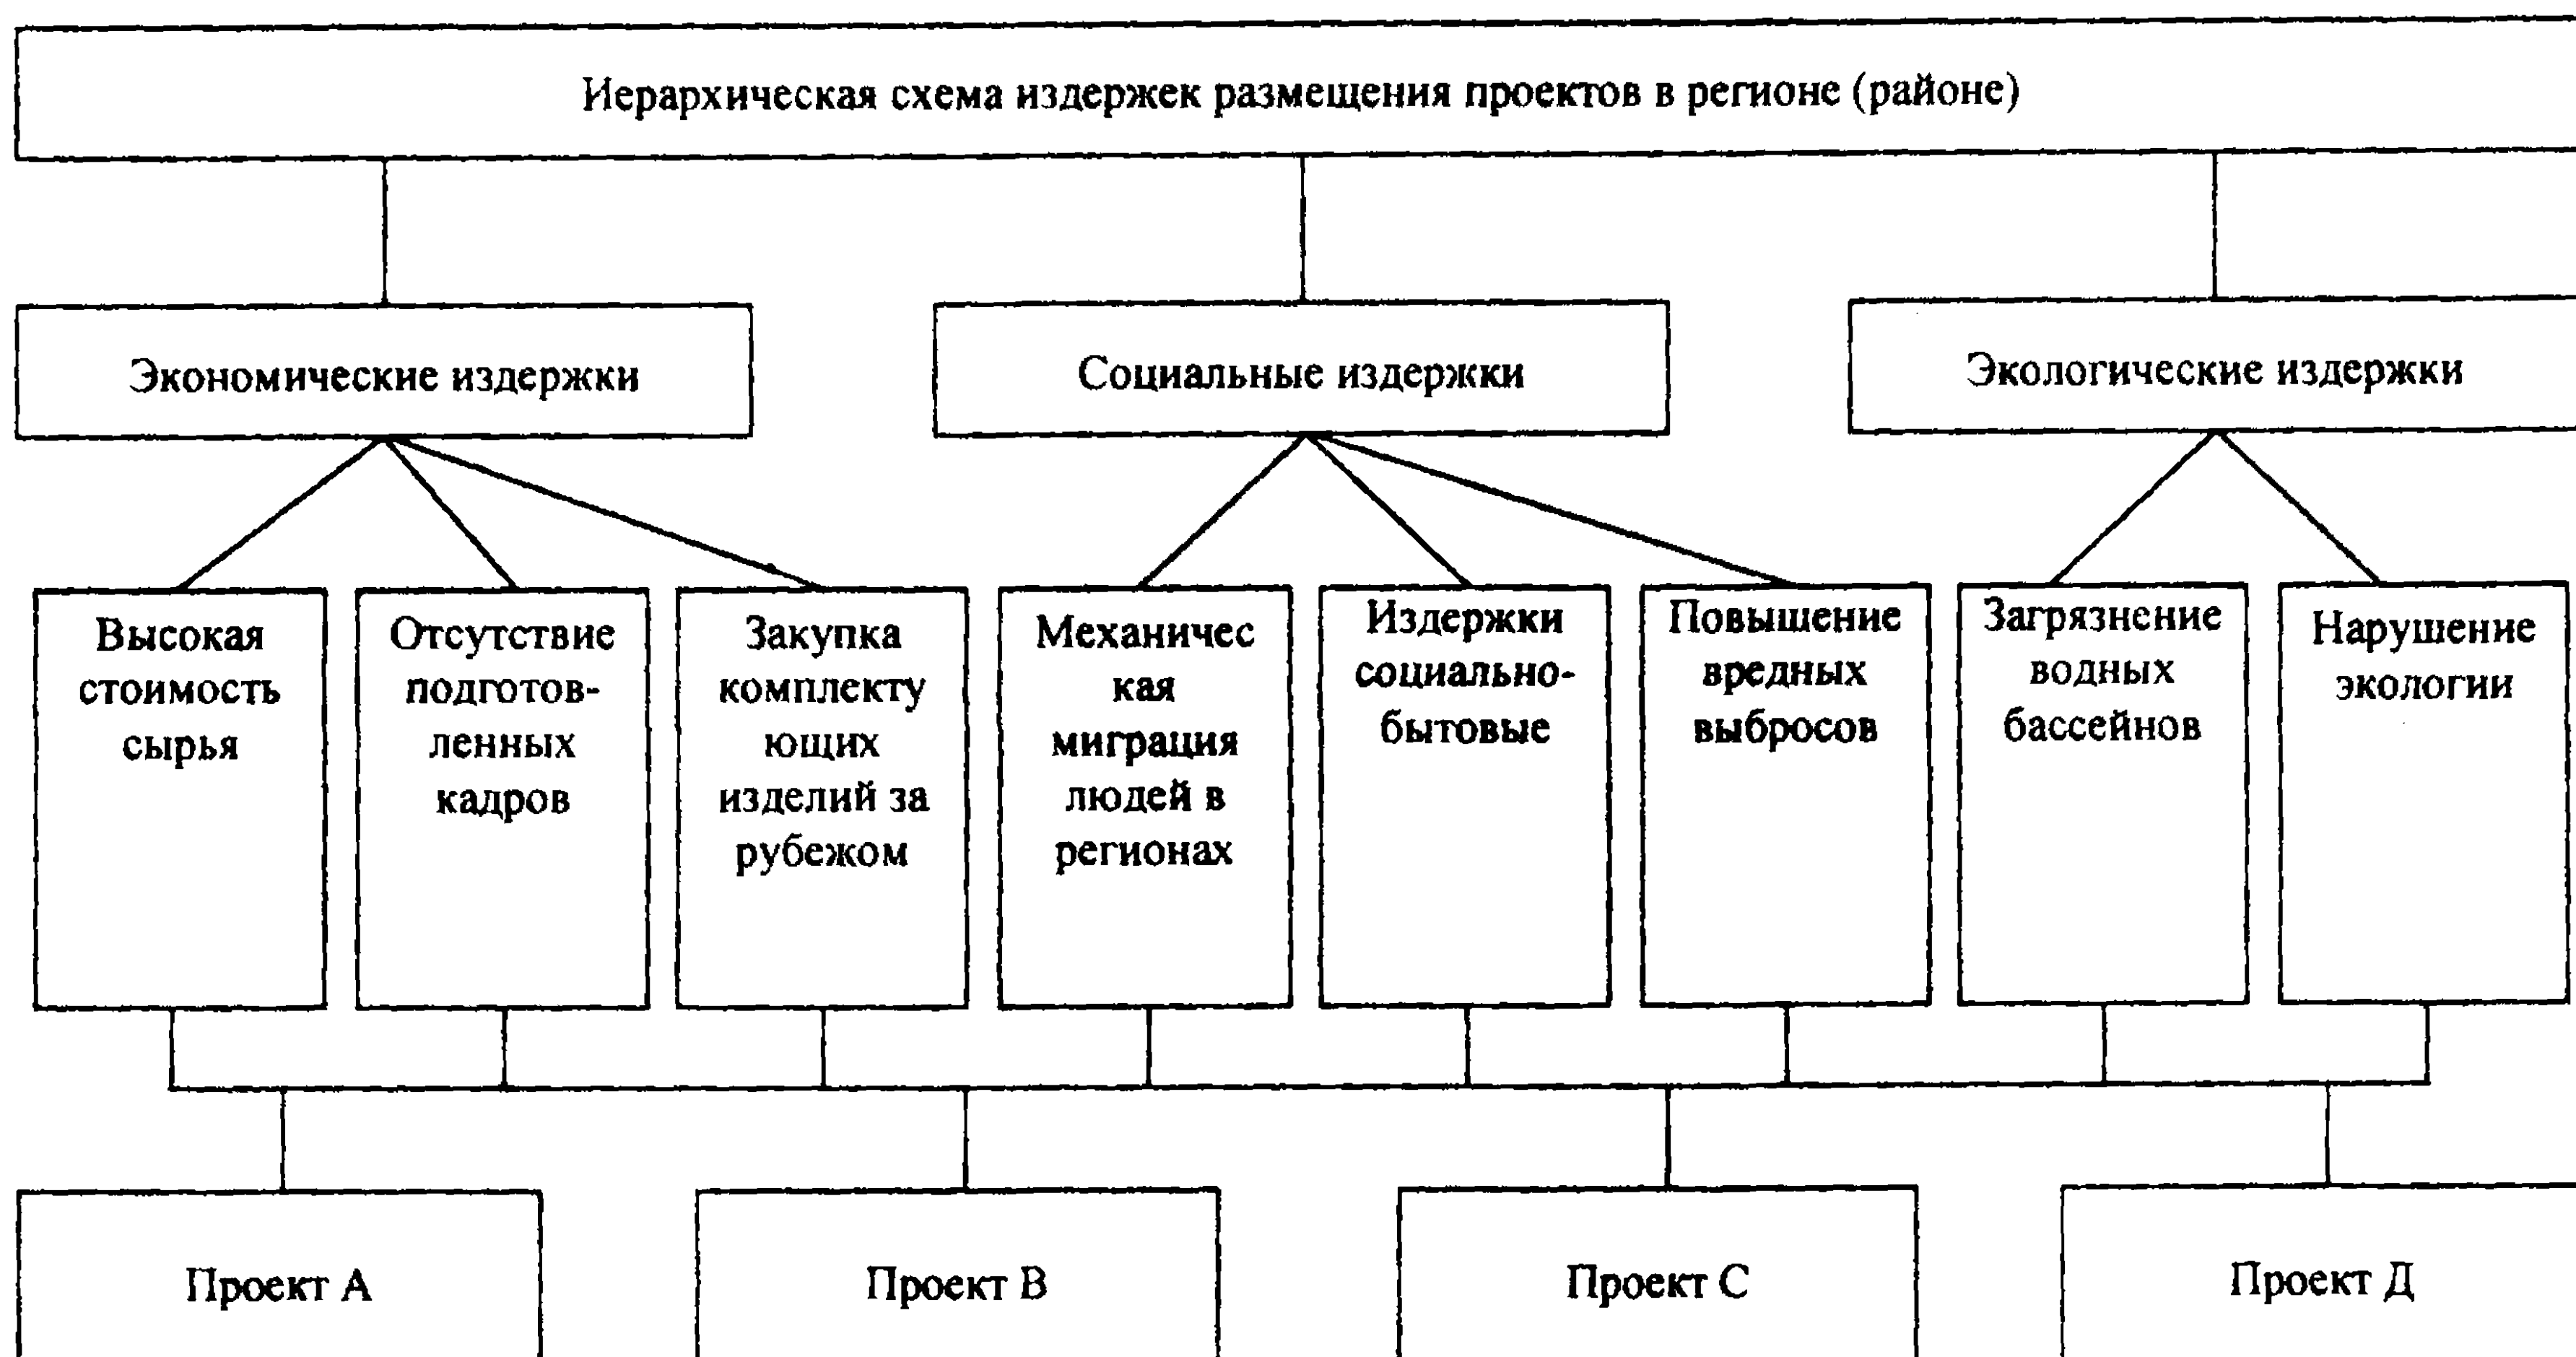 Иерархическая схема издержек размещения проектов в регионе (районе)
Экономические издержки
Социальные издержки
Экологические издержки
Высокая
стоимость
сырья
Отсутствие
подготов-
ленных
кадров
Закупка
комплекту
ющих
изделий за
рубежом
Механичес
кая
миграция
людей в
регионах
Издержки
социально-
бытовые
Повышение
вредных
выбросов
Загрязнение
водных
бассейнов
Нарушение
экологии
Проект А
Проект В
Проект С
Проект Д